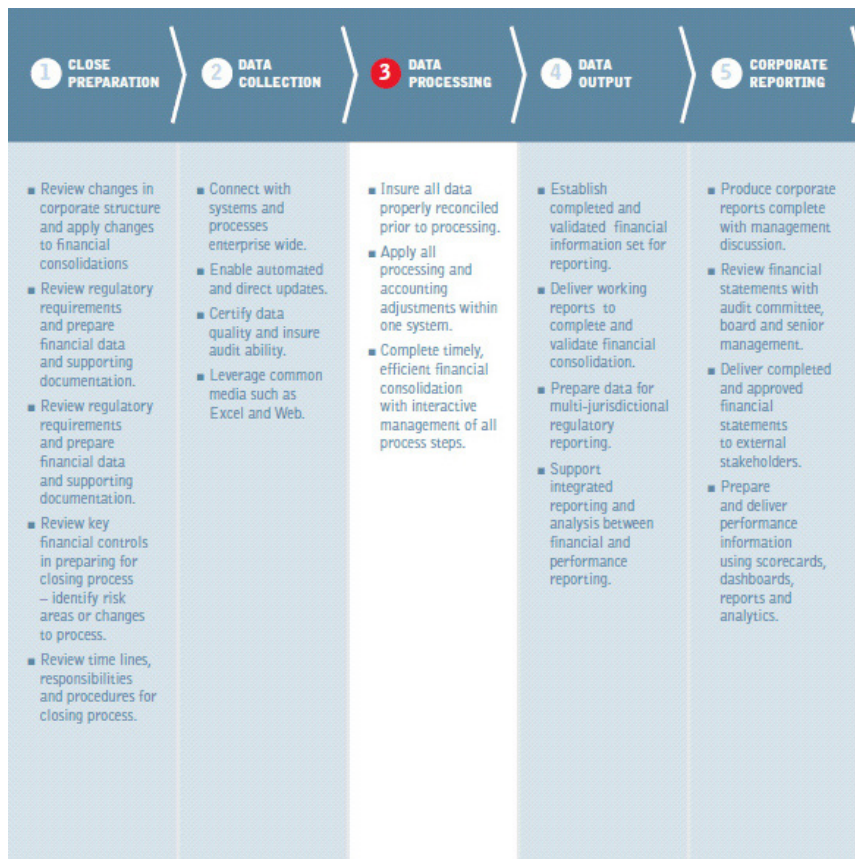 1 CLOSE
PREPARATION
2 DATA
COLLECTION
3 DATA
PROCESSING
4 DATA
OUTPUT
5 CORPORATE
REPORTING
■ Review changes in
corporate structure
and apply changes
to financial
consolidations
■ Review regulatory
requirements
and prepare
financial data
and supporting
documentation.
■ Review regulatory
requirements
and prepare
financial data
and supporting
documentation.
■ Review key
financial controls
in preparing for
closing process
– identify risk
areas or changes
to process.
■ Review time lines,
responsibilities
and procedures for
closing process.
■ Connect with
systems and
processes
enterprise wide.
■ Enable automated
and direct updates.
■ Certify data
quality and insure
audit ability.
■ Leverage common
media such as
Excel and Web.
■ Insure all data
properly reconciled
prior to processing.
■ Apply all
processing and
accounting
adjustments within
one system.
■ Complete timely,
efficient financial
consolidation
with interactive
management of all
process steps.
■ Establish
completed and
validated financial
information set for
reporting.
■ Deliver working
reports to
complete and
validate financial
consolidation.
■ Prepare data for
multi-jurisdictional
regulatory
reporting.
■ Support
integrated
reporting and
analysis between
financial and
performance
reporting.
■ Produce corporate
reports complete
with management
discussion.
■ Review financial
statements with
audit committee,
board and senior
management.
■ Deliver completed
and approved
financial
statements
to external
stakeholders.
■ Prepare
and deliver
performance
information
using scorecards,
dashboards,
reports and
analytics.